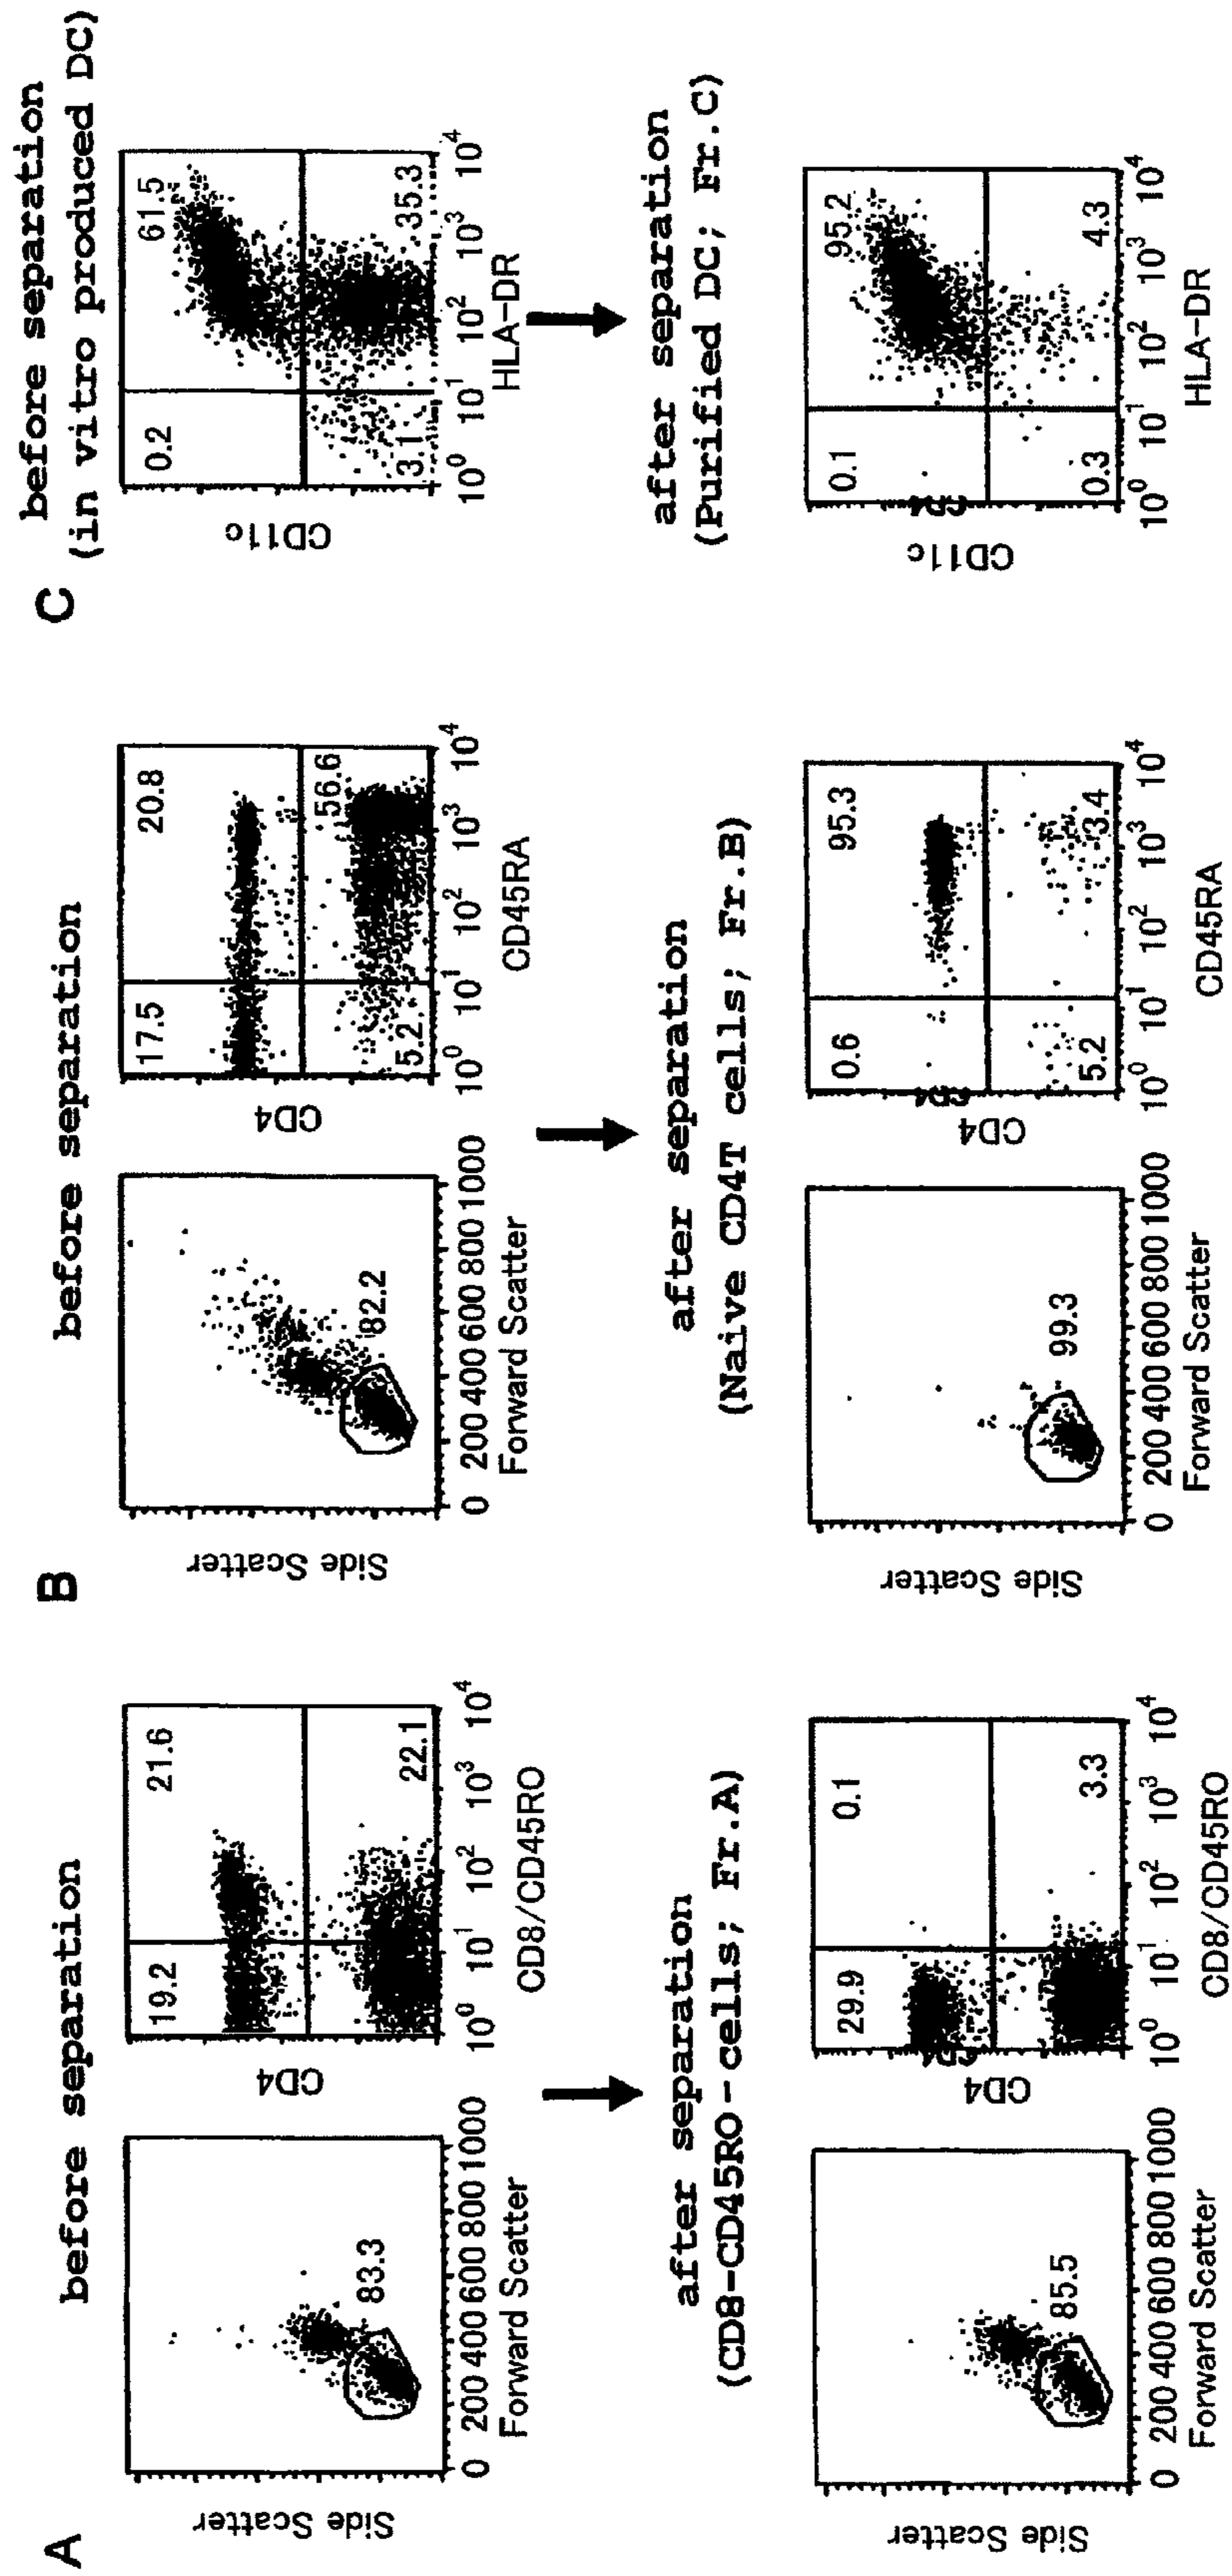 A
before separation
Side Scatter
83.3
0 200 400 600 800 1000
Forward Scatter
CD4
19.2
21.6
22.1
10⁰ 10¹ 10² 10³ 10⁴
CD8/CD45RO
after separation
(CD8-CD45RO-cells; Fr.A)
Side Scatter
85.5
0 200 400 600 800 1000
Forward Scatter
CD4
CD4
29.9
0.1
3.3
10⁰ 10¹ 10² 10³ 10⁴
CD8/CD45RO
B
before separation
Side Scatter
82.2
0 200 400 600 800 1000
Forward Scatter
CD4
17.5
20.8
5.2
56.6
10⁰ 10¹ 10² 10³ 10⁴
CD45RA
after separation
(Naive CD4T cells; Fr.B)
Side Scatter
99.3
0 200 400 600 800 1000
Forward Scatter
CD4
CD4
0.6
95.3
5.2
3.4
10⁰ 10¹ 10² 10³ 10⁴
CD45RA
C
before separation
(in vitro produced DC)
CD11c
0.2
61.5
3.1
35.3
10⁰ 10¹ 10² 10³ 10⁴
HLA-DR
after separation
(Purified DC; Fr.C)
CD11c
CD4
0.1
95.2
0.3
4.3
10⁰ 10¹ 10² 10³ 10⁴
HLA-DR